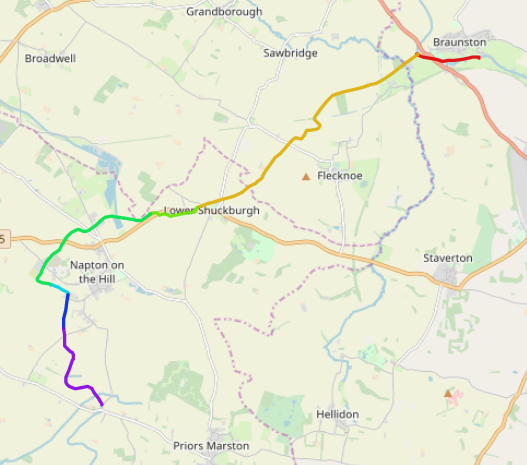 Grandborough
Braunston
Sawbridge
Broadwell
Flecknoe
Lower Shuckburgh
5
Staverton
Napton on
the Hill
Hellidon
Priors Marston